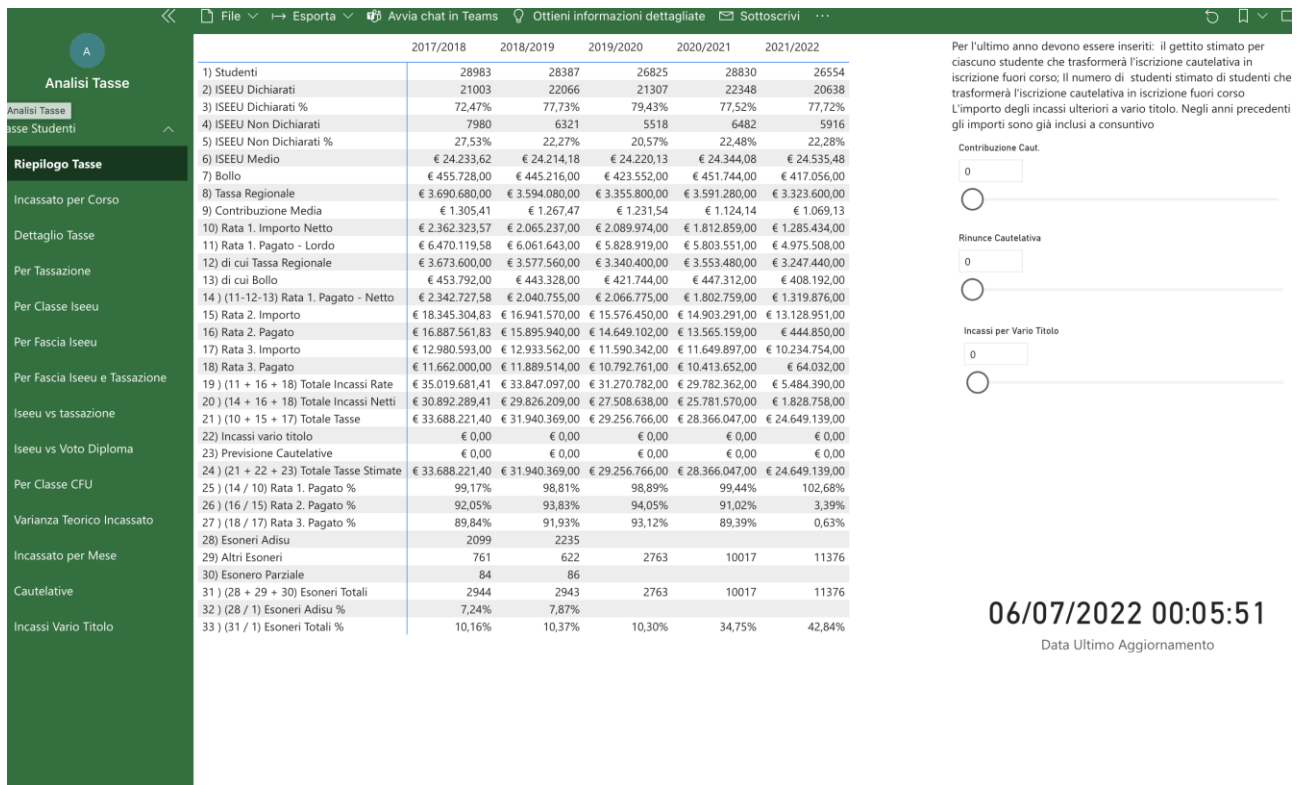 File Esporta Avvia chat in Teams Ottieni informazioni dettagliate Sottoscrivi ...
A
Analisi Tasse
Analisi Tasse
asse Studenti
Riepilogo Tasse
Incassato per Corso
Dettaglio Tasse
Per Tassazione
Per Classe Iseeu
Per Fascia Iseeu
Per Fascia Iseeu e Tassazione
Iseeu vs tassazione
Iseeu vs Voto Diploma
Per Classe CFU
Varianza Teorico Incassato
Incassato per Mese
Cautelative
Incassi Vario Titolo
2017/2018 2018/2019 2019/2020 2020/2021 2021/2022
1) Studenti 28983 28387 26825 28830 26554
2) ISEEU Dichiarati 21003 22066 21307 22348 20638
3) ISEEU Dichiarati % 72,47% 77,73% 79,43% 77,52% 77,72%
4) ISEEU Non Dichiarati 7980 6321 5518 6482 5916
5) ISEEU Non Dichiarati % 27,53% 22,27% 20,57% 22,48% 22,28%
6) ISEEU Medio € 24.233,62 € 24.214,18 € 24.220,13 € 24.344,08 € 24.535,48
7) Bollo € 455.728,00 € 445.216,00 € 423.552,00 € 451.744,00 € 417.056,00
8) Tassa Regionale € 3.690.680,00 € 3.594.080,00 € 3.355.800,00 € 3.591.280,00 € 3.323.600,00
9) Contribuzione Media € 1.305,41 € 1.267,47 € 1.231,54 € 1.124,14 € 1.069,13
10) Rata 1. Importo Netto € 2.362.323,57 € 2.065.237,00 € 2.089.974,00 € 1.812.859,00 € 1.285.434,00
11) Rata 1. Pagato - Lordo € 6.470.119,58 € 6.061.643,00 € 5.828.919,00 € 5.803.551,00 € 4.975.508,00
12) di cui Tassa Regionale € 3.673.600,00 € 3.577.560,00 € 3.340.400,00 € 3.553.480,00 € 3.247.440,00
13) di cui Bollo € 453.792,00 € 443.328,00 € 421.744,00 € 447.312,00 € 408.192,00
14 ) (11-12-13) Rata 1. Pagato - Netto € 2.342.727,58 € 2.040.755,00 € 2.066.775,00 € 1.802.759,00 € 1.319.876,00
15) Rata 2. Importo € 18.345.304,83 € 16.941.570,00 € 15.576.450,00 € 14.903.291,00 € 13.128.951,00
16) Rata 2. Pagato € 16.887.561,83 € 15.895.940,00 € 14.649.102,00 € 13.565.159,00 € 444.850,00
17) Rata 3. Importo € 12.980.593,00 € 12.933.562,00 € 11.590.342,00 € 11.649.897,00 € 10.234.754,00
18) Rata 3. Pagato € 11.662.000,00 € 11.889.514,00 € 10.792.761,00 € 10.413.652,00 € 64.032,00
19 ) (11 + 16 + 18) Totale Incassi Rate € 35.019.681,41 € 33.847.097,00 € 31.270.782,00 € 29.782.362,00 € 5.484.390,00
20 ) (14 + 16 + 18) Totale Incassi Netti € 30.892.289,41 € 29.826.209,00 € 27.508.638,00 € 25.781.570,00 € 1.828.758,00
21 ) (10 + 15 + 17) Totale Tasse € 33.688.221,40 € 31.940.369,00 € 29.256.766,00 € 28.366.047,00 € 24.649.139,00
22) Incassi vario titolo € 0,00 € 0,00 € 0,00 € 0,00 € 0,00
23) Previsione Cautelative € 0,00 € 0,00 € 0,00 € 0,00 € 0,00
24 ) (21 + 22 + 23) Totale Tasse Stimate € 33.688.221,40 € 31.940.369,00 € 29.256.766,00 € 28.366.047,00 € 24.649.139,00
25 ) (14 / 10) Rata 1. Pagato % 99,17% 98,81% 98,89% 99,44% 102,68%
26 ) (16 / 15) Rata 2. Pagato % 92,05% 93,83% 94,05% 91,02% 3,39%
27 ) (18 / 17) Rata 3. Pagato % 89,84% 91,93% 93,12% 89,39% 0,63%
28) Esoneri Adisu 2099 2235
29) Altri Esoneri 761 622 2763 10017 11376
30) Esonero Parziale 84 86
31 ) (28 + 29 + 30) Esoneri Totali 2944 2943 2763 10017 11376
32 ) (28 / 1) Esoneri Adisu % 7,24% 7,87%
33 ) (31 / 1) Esoneri Totali % 10,16% 10,37% 10,30% 34,75% 42,84%
Per l'ultimo anno devono essere inseriti: il gettito stimato per
ciascuno studente che trasformerà l'iscrizione cautelativa in
iscrizione fuori corso; Il numero di studenti stimato di studenti che
trasformerà l'iscrizione cautelativa in iscrizione fuori corso
L'importo degli incassi ulteriori a vario titolo. Negli anni precedenti
gli importi sono già inclusi a consuntivo
Contribuzione Caut.
0
Rinunce Cautelativa
0
Incassi per Vario Titolo
0
06/07/2022 00:05:51
Data Ultimo Aggiornamento